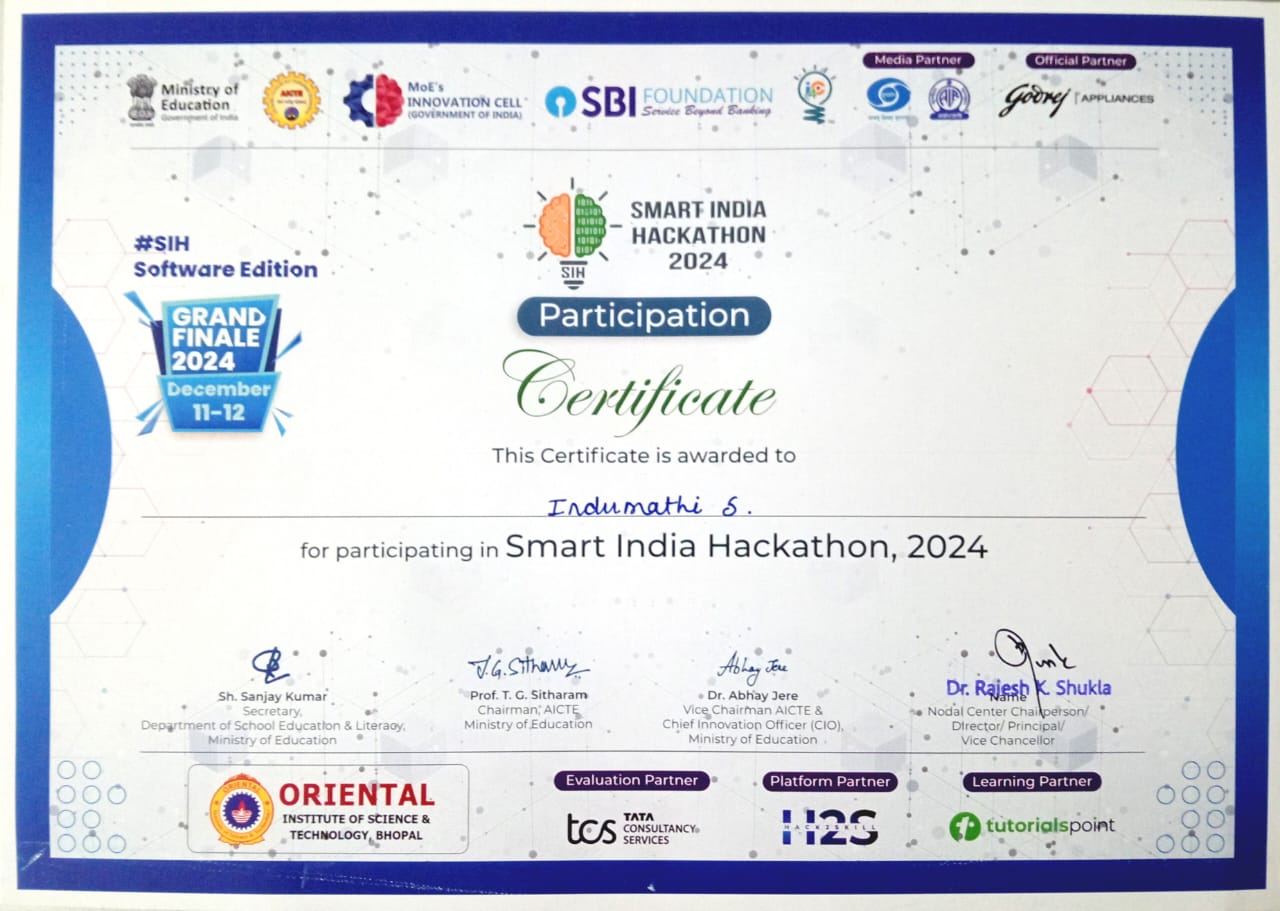 Ministry of
Education
Government of India
AICTE
MoE's
INNOVATION CELL
(GOVERNMENT OF INDIA)
SBI FOUNDATION
Service Beyond Banking
Media Partner
Official Partner
Godrej | APPLIANCES
#SIH
Software Edition
GRAND
FINALE
2024
December
11-12
SIH
SMART INDIA
HACKATHON
2024
Participation
Certificate
This Certificate is awarded to
Indumathi S.
for participating in Smart India Hackathon, 2024
Sh. Sanjay Kumar
Secretary,
Department of School Education & Literacy,
Ministry of Education
T.G.Sitharam
Prof. T. G. Sitharam
Chairman, AICTE
Ministry of Education
Abhay Jere
Dr. Abhay Jere
Vice Chairman AICTE &
Chief Innovation Officer (CIO),
Ministry of Education
Dr. Rajesh K. Shukla
Name
Nodal Center Chairperson/
Director/ Principal/
Vice Chancellor
ORIENTAL
INSTITUTE OF SCIENCE &
TECHNOLOGY, BHOPAL
Evaluation Partner
tcs TATA
CONSULTANCY
SERVICES
Platform Partner
H2S
HACK2SKILL
Learning Partner
tutorialspoint